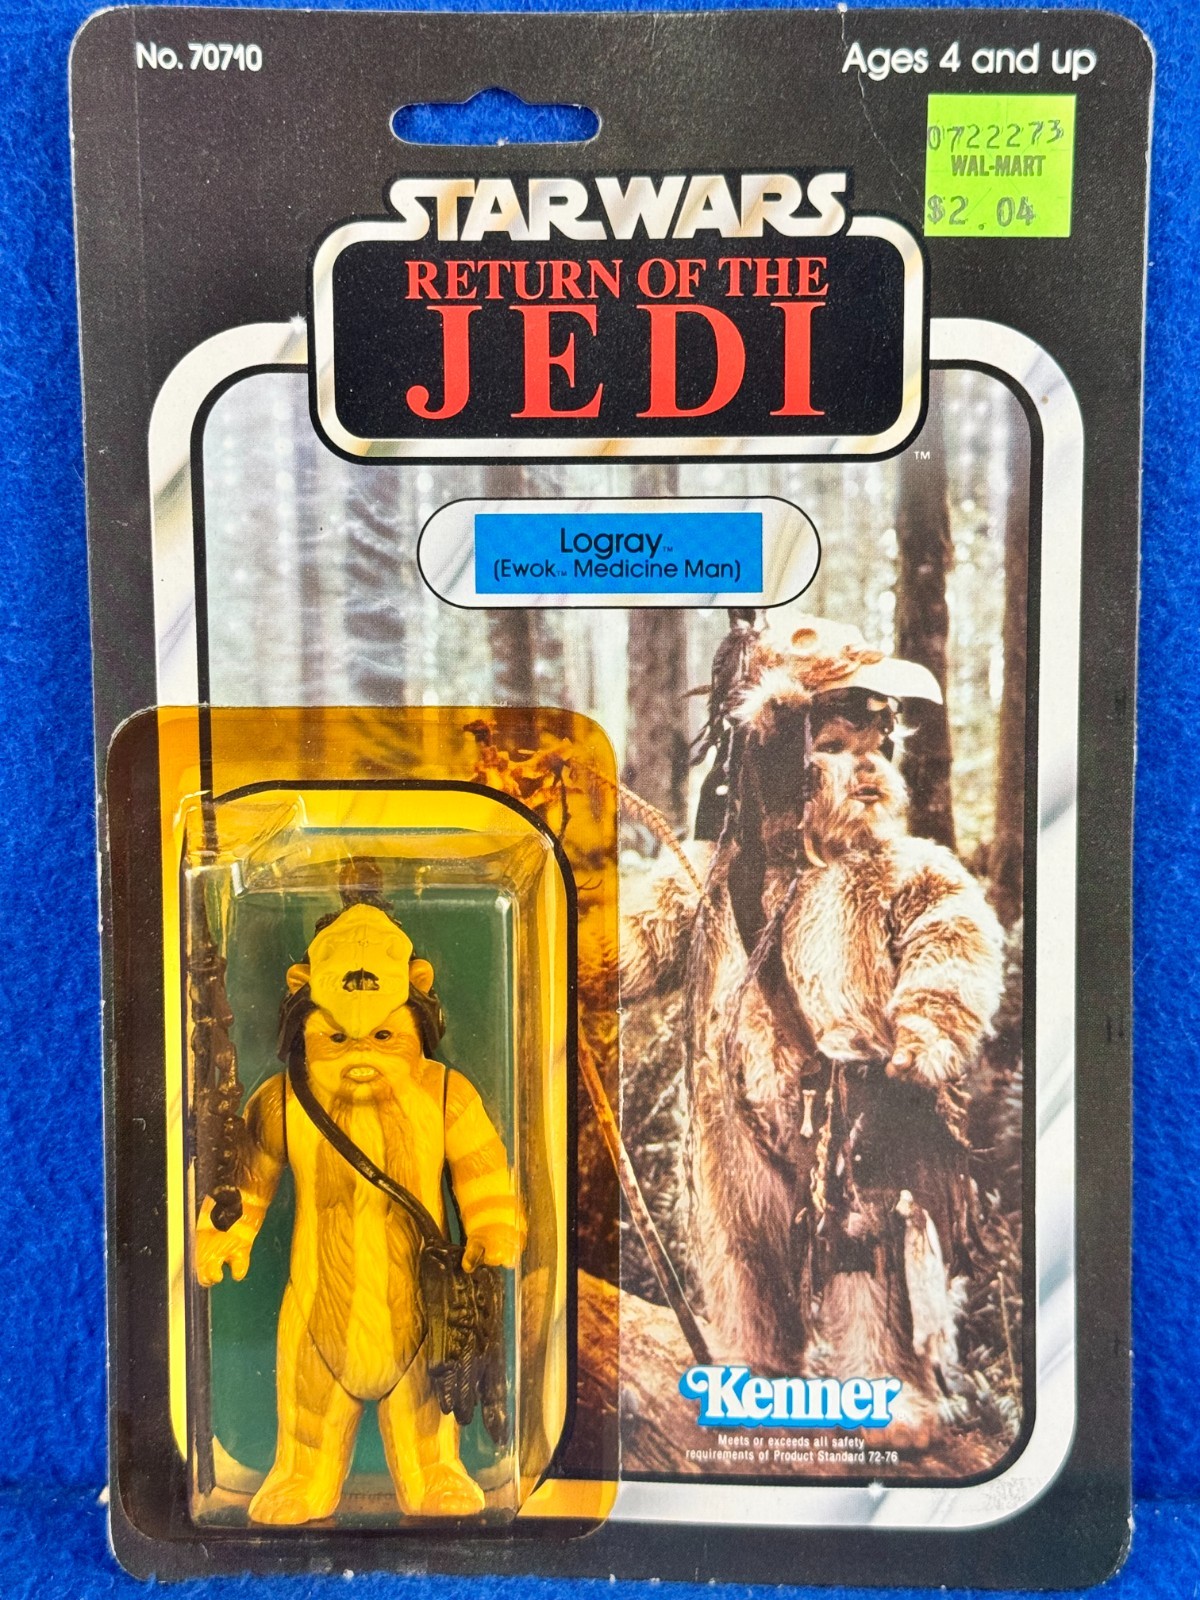 No. 70710
Ages 4 and up
0722273
WAL-MART
$2.04
STAR WARS
RETURN OF THE
JEDI
TM
Logray™
(Ewok™ Medicine Man)
Kenner
Meets or exceeds all safety
requirements of Product Standard 72-76